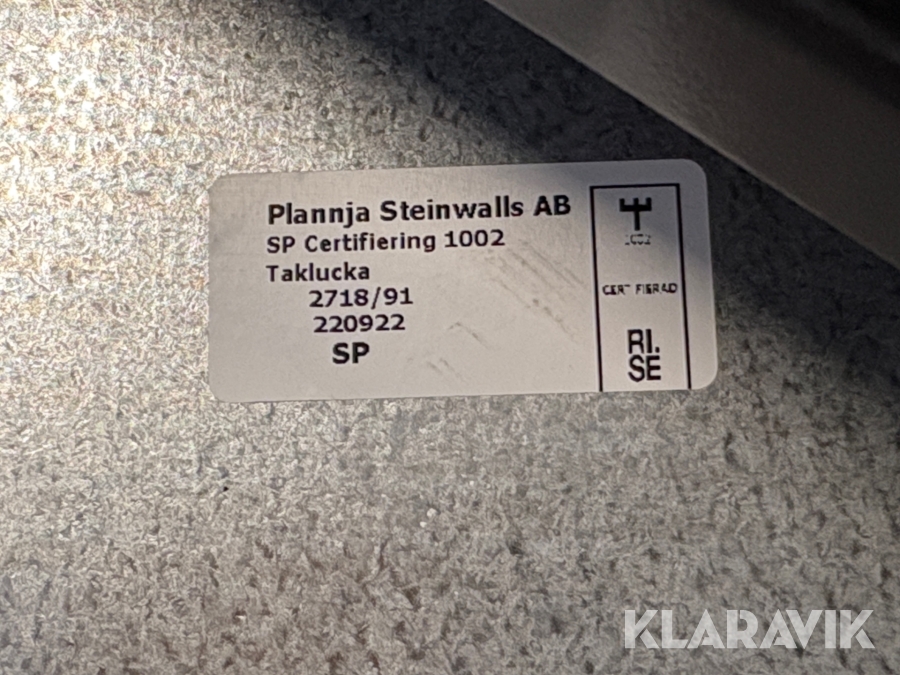 Plannja Steinwalls AB
SP Certifiering 1002
Taklucka
2718/91
220922
SP
1002
CERTIFIERAD
RI.
SE
KLARAVIK